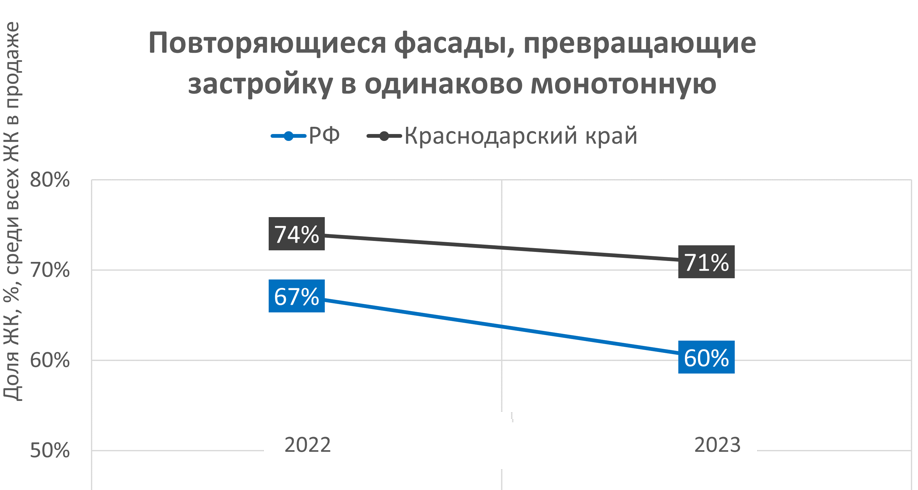 Повторяющиеся фасады, превращающие
застройку в одинаково монотонную
РФ Краснодарский край
Доля ЖК, %, среди всех ЖК в продаже
80%
74%
71%
70%
67%
60%
60%
50%
2022 2023